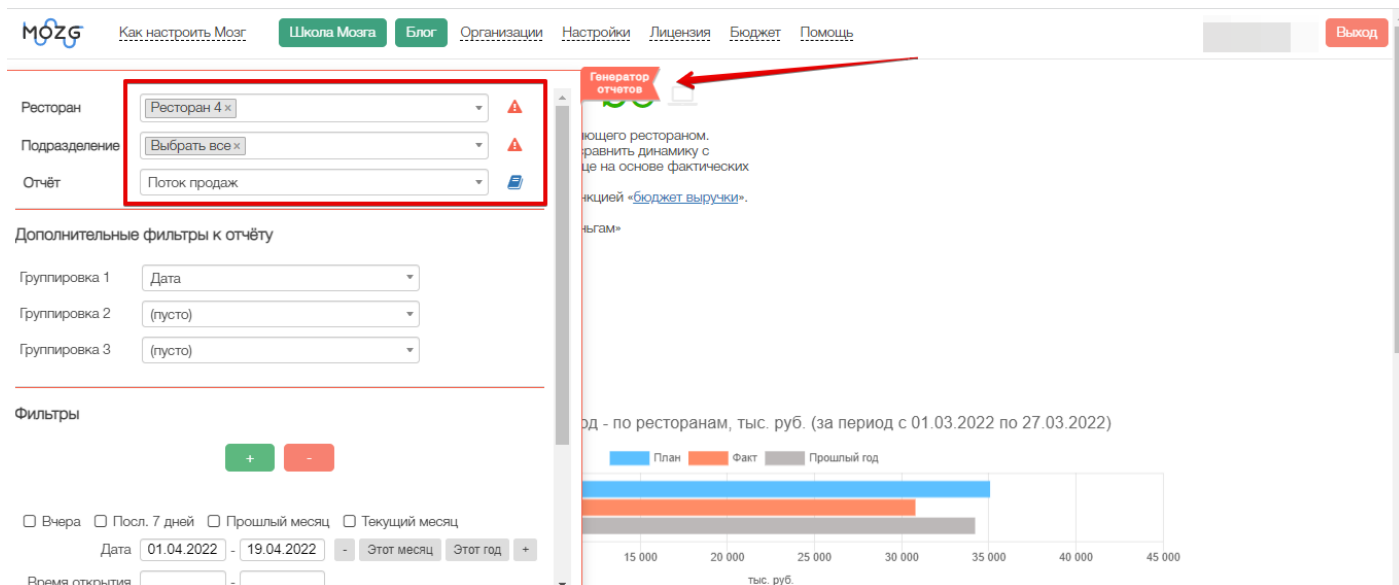 MOZG Как настроить Мозг Школа Мозга Блог Организации Настройки Лицензия Бюджет Помощь Выход
Генератор
отчетов
Ресторан Ресторан 4 ×
Подразделение Выбрать все ×
Отчёт Поток продаж
Дополнительные фильтры к отчёту
Группировка 1 Дата
Группировка 2 (пусто)
Группировка 3 (пусто)
Фильтры
+ -
Вчера Посл. 7 дней Прошлый месяц Текущий месяц
Дата 01.04.2022 - 19.04.2022 - Этот месяц Этот год +
Время открытия -
ющего рестораном.
сравнить динамику с
це на основе фактических
нкцией «бюджет выручки».
ньгам»
од - по ресторанам, тыс. руб. (за период с 01.03.2022 по 27.03.2022)
План Факт Прошлый год
15 000 20 000 25 000 30 000 35 000 40 000 45 000
тыс. руб.